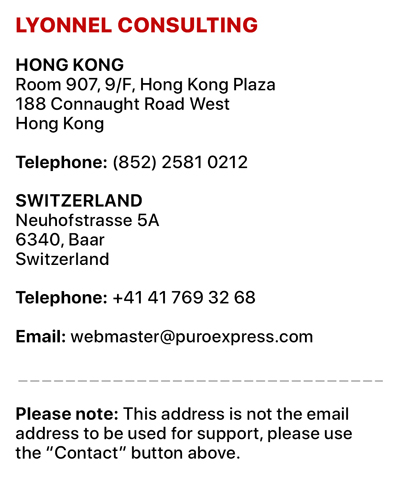 LYONNEL CONSULTING
HONG KONG
Room 907, 9/F, Hong Kong Plaza
188 Connaught Road West
Hong Kong
Telephone: (852) 2581 0212
SWITZERLAND
Neuhofstrasse 5A
6340, Baar
Switzerland
Telephone: +41 41 769 32 68
Email: webmaster@puroexpress.com
Please note: This address is not the email
address to be used for support, please use
the “Contact” button above.